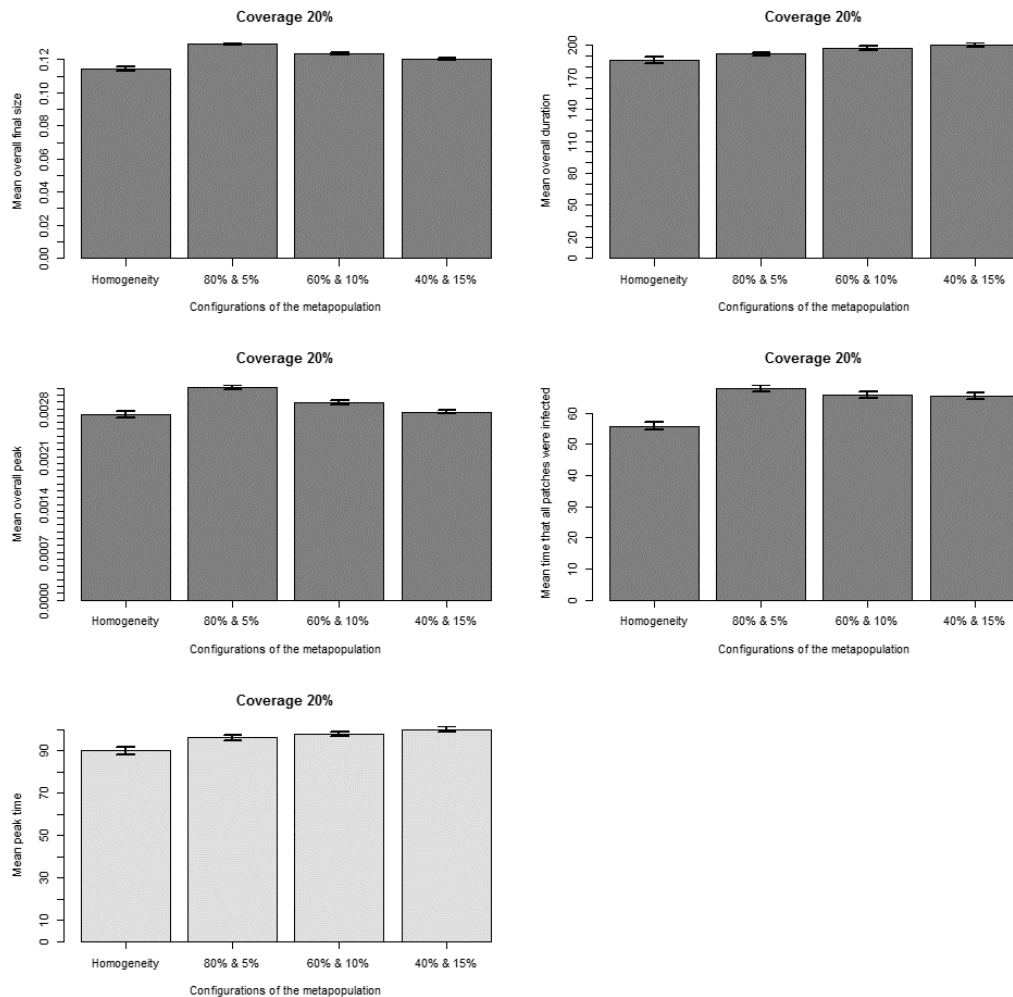 Coverage 20%
Mean overall final size
0.00 0.02 0.04 0.06 0.08 0.10 0.12
Homogeneity 80% & 5% 60% & 10% 40% & 15%
Configurations of the metapopulation
Coverage 20%
Mean overall duration
0 20 50 80 110 140 170 200
Homogeneity 80% & 5% 60% & 10% 40% & 15%
Configurations of the metapopulation
Coverage 20%
Mean overall peak
0.0000 0.0007 0.0014 0.0021 0.0028
Homogeneity 80% & 5% 60% & 10% 40% & 15%
Configurations of the metapopulation
Coverage 20%
Mean time that all patches were infected
0 10 20 30 40 50 60
Homogeneity 80% & 5% 60% & 10% 40% & 15%
Configurations of the metapopulation
Coverage 20%
Mean peak time
0 10 30 50 70 90
Homogeneity 80% & 5% 60% & 10% 40% & 15%
Configurations of the metapopulation